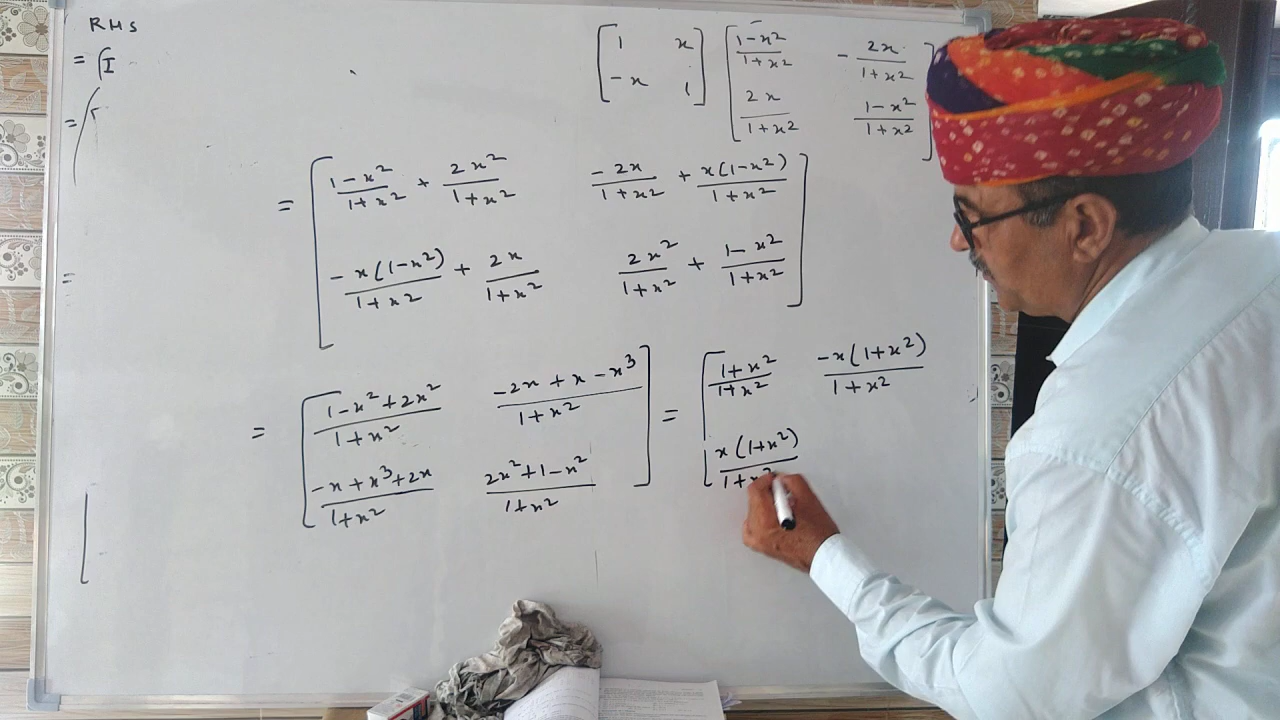 RHS
= (I
=
[1 x; -x 1] [(1-x²)/(1+x²) -2x/(1+x²); 2x/(1+x²) (1-x²)/(1+x²)]
= [(1-x²)/(1+x²) + 2x²/(1+x²) -2x/(1+x²) + x(1-x²)/(1+x²);
-x(1-x²)/(1+x²) + 2x/(1+x²) 2x²/(1+x²) + (1-x²)/(1+x²)]
=
= [(1-x²+2x²)/(1+x²) (-2x+x-x³)/(1+x²); (-x+x³+2x)/(1+x²) (2x²+1-x²)/(1+x²)] = [(1+x²)/(1+x²) -x(1+x²)/(1+x²); x(1+x²)/(1+x²)